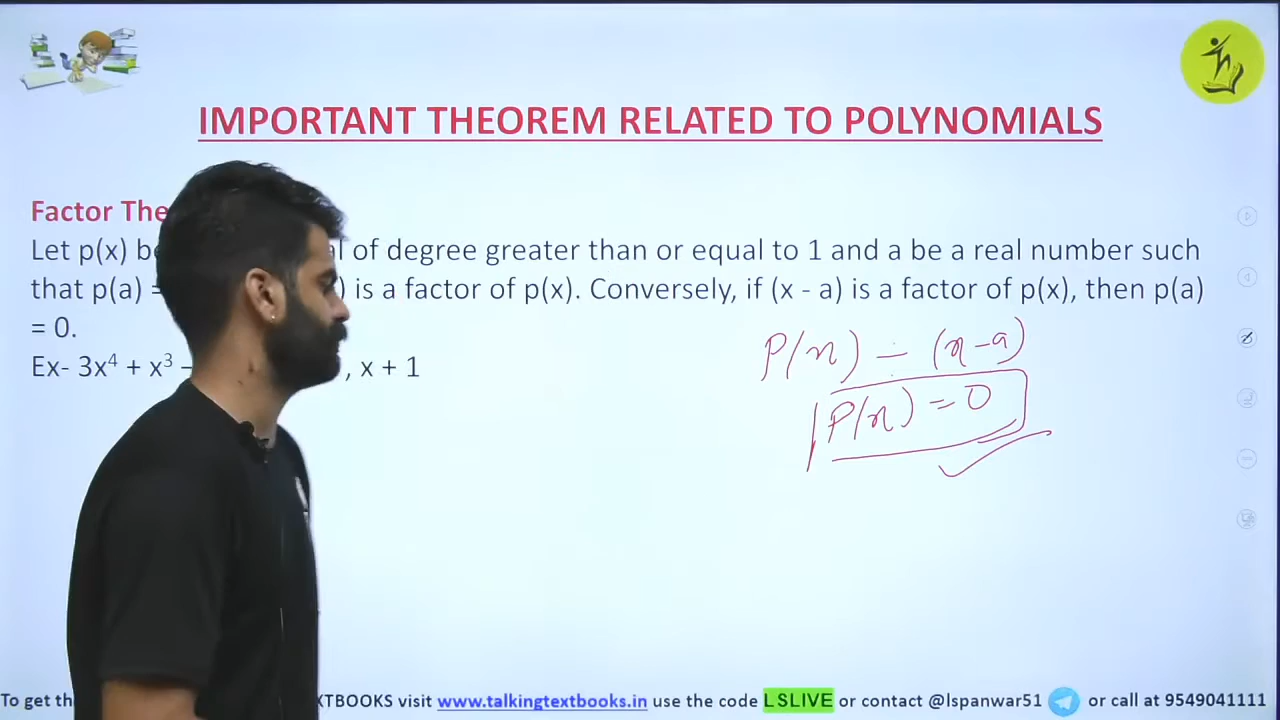 IMPORTANT THEOREM RELATED TO POLYNOMIALS
Factor The
Let p(x) be of degree greater than or equal to 1 and a be a real number such
that p(a) = ) is a factor of p(x). Conversely, if (x - a) is a factor of p(x), then p(a)
= 0.
Ex- 3x⁴ + x³ - , x + 1
P(x) ÷ (x-a)
P(x) = 0
To get th XTBOOKS visit www.talkingtextbooks.in use the code LSLIVE or contact @lspanwar51 or call at 9549041111